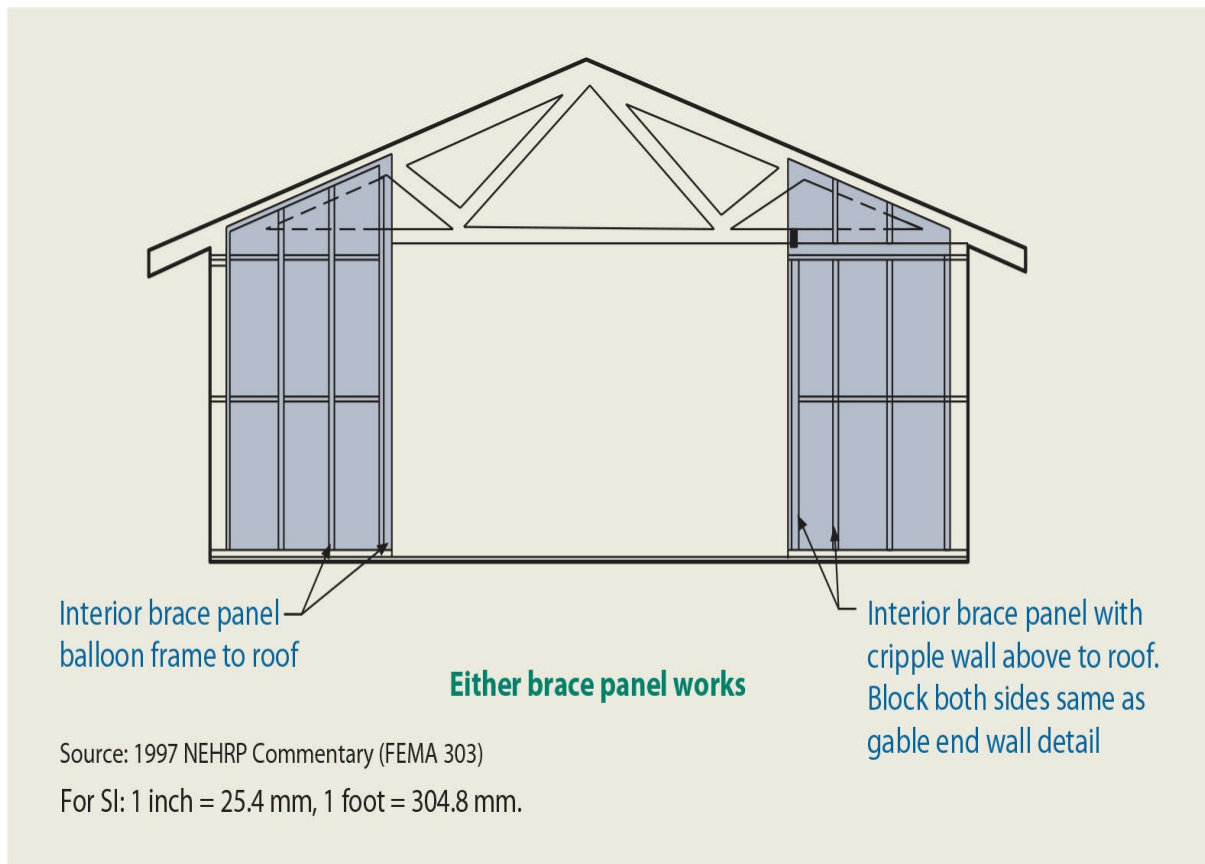 Interior brace panel
balloon frame to roof
Either brace panel works
Interior brace panel with
cripple wall above to roof.
Block both sides same as
gable end wall detail
Source: 1997 NEHRP Commentary (FEMA 303)
For SI: 1 inch = 25.4 mm, 1 foot = 304.8 mm.